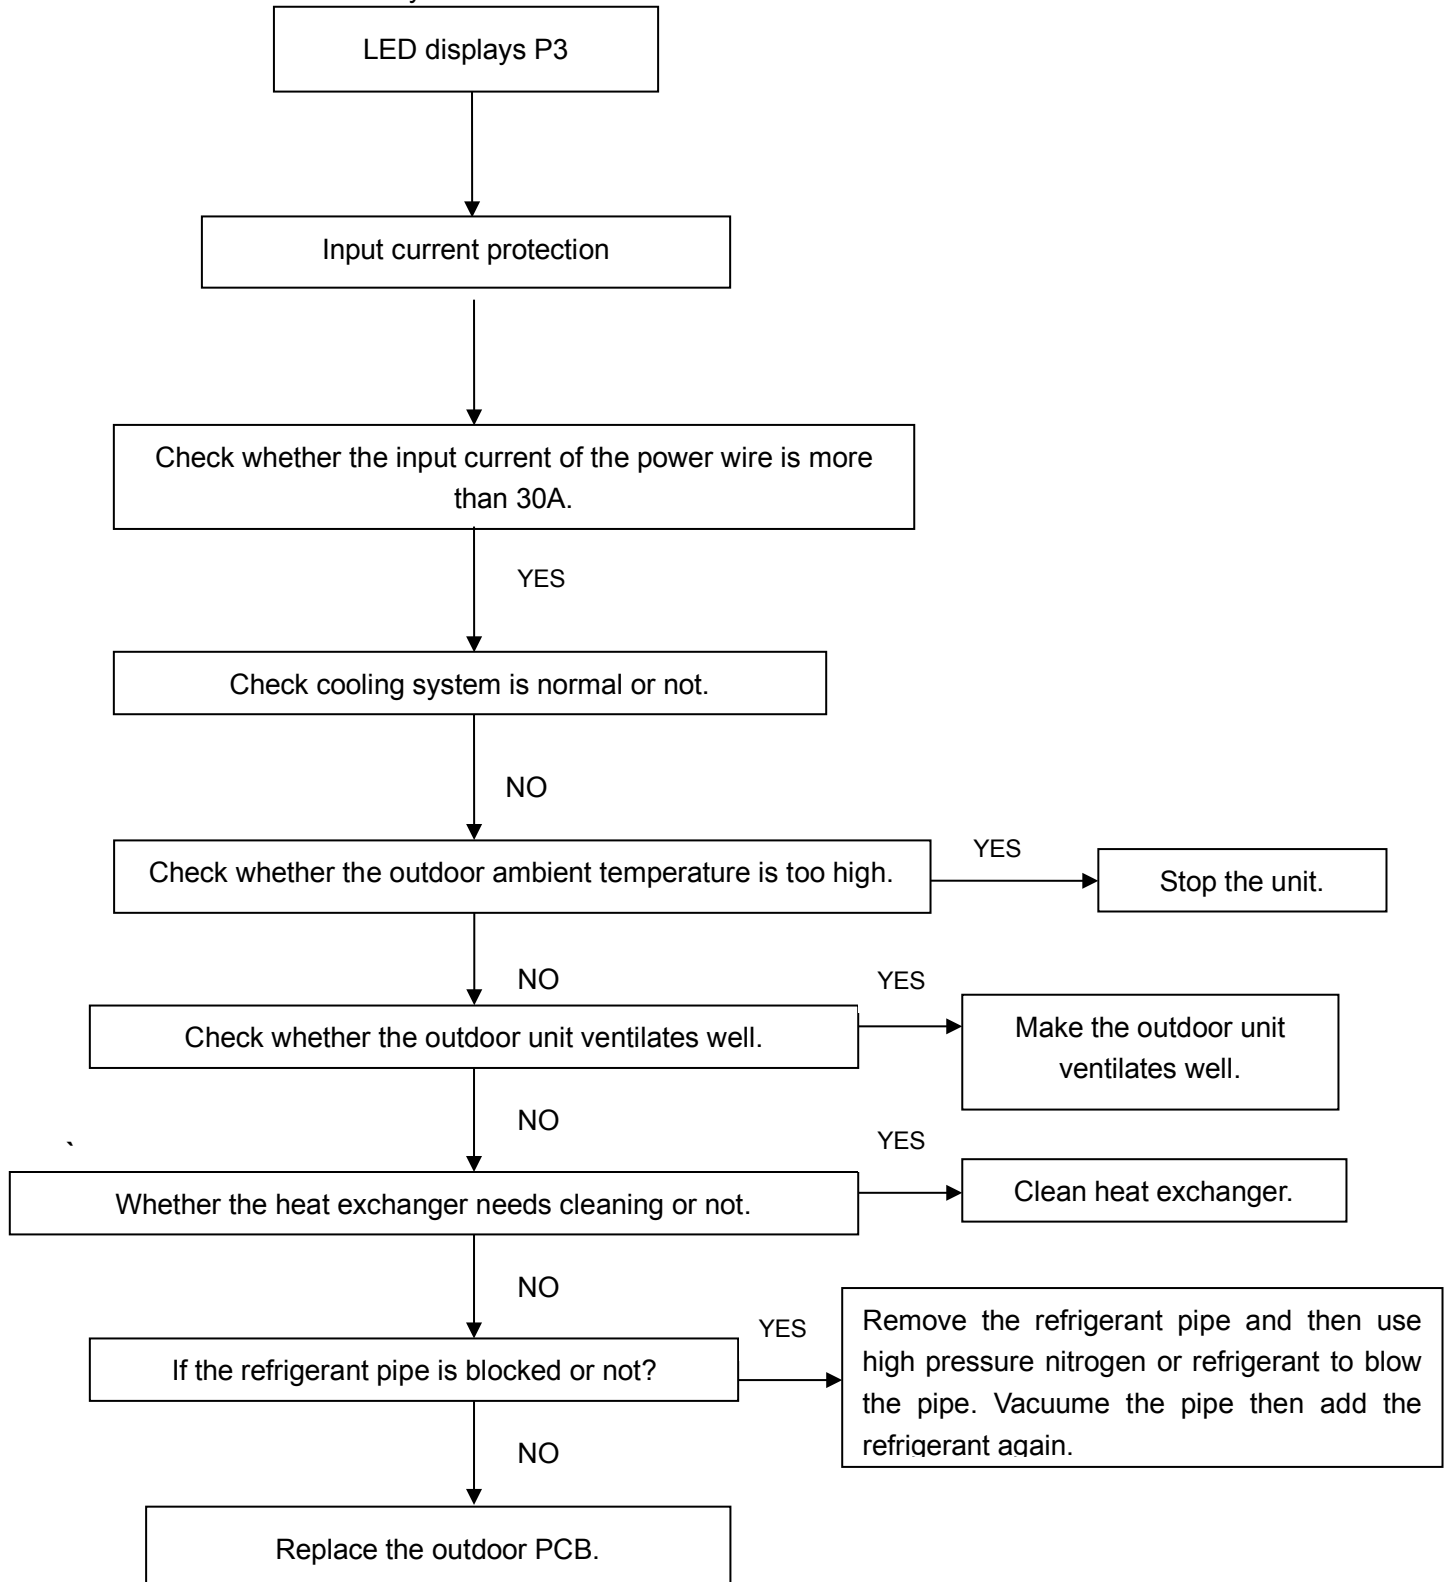 LED displays P3
Input current protection
Check whether the input current of the power wire is more
than 30A.
YES
Check cooling system is normal or not.
NO
Check whether the outdoor ambient temperature is too high.
YES
Stop the unit.
NO
YES
Check whether the outdoor unit ventilates well.
Make the outdoor unit
ventilates well.
NO
YES
`
Whether the heat exchanger needs cleaning or not.
Clean heat exchanger.
NO
YES
If the refrigerant pipe is blocked or not?
Remove the refrigerant pipe and then use
high pressure nitrogen or refrigerant to blow
the pipe. Vacuume the pipe then add the
refrigerant again.
NO
Replace the outdoor PCB.